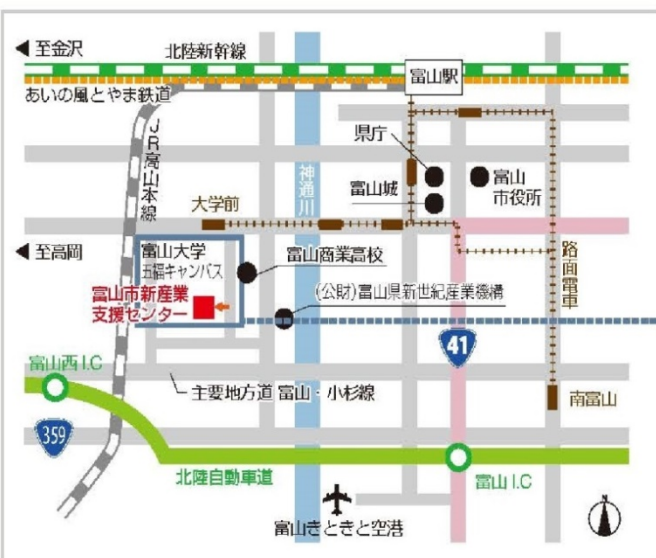 至金沢
北陸新幹線
富山駅
あいの風とやま鉄道
JR高山本線
県庁
神通川
富山城
富山
市役所
大学前
至高岡
富山大学
五福キャンパス
富山商業高校
路面電車
富山市新産業
支援センター
(公財)富山県新世紀産業機構
41
富山西I.C
主要地方道 富山・小杉線
南富山
359
北陸自動車道
富山I.C
富山きときと空港